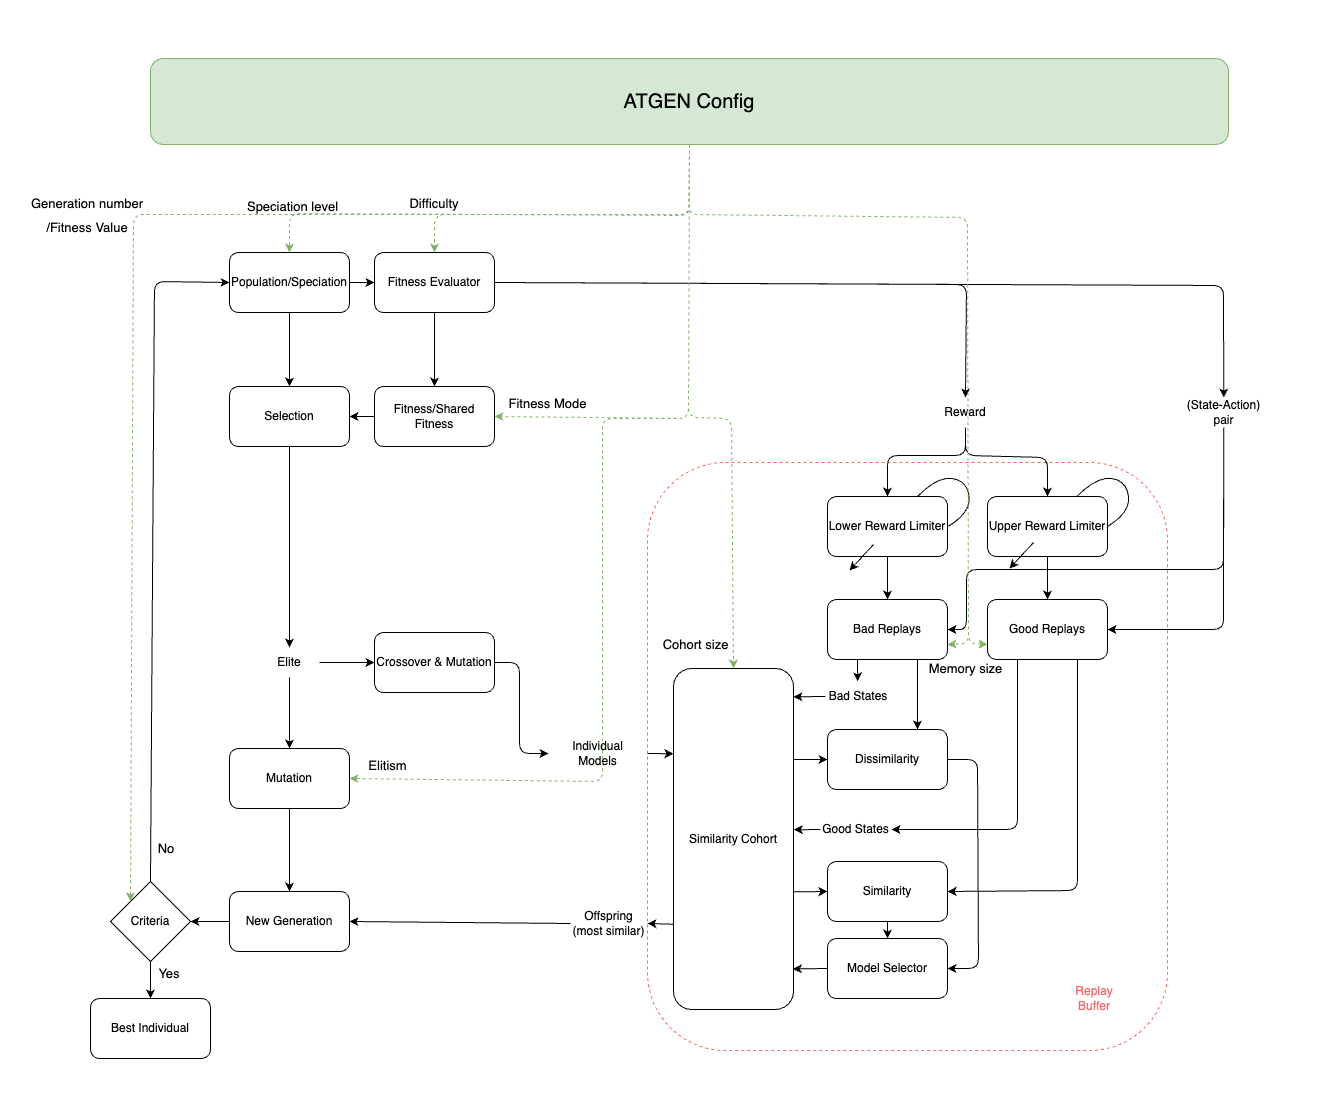 ATGEN Config
Generation number
/Fitness Value
Speciation level
Difficulty
Population/Speciation
Fitness Evaluator
Selection
Fitness/Shared
Fitness
Fitness Mode
Reward
(State-Action)
pair
Lower Reward Limiter
Upper Reward Limiter
Bad Replays
Good Replays
Cohort size
Memory size
Elite
Crossover & Mutation
Bad States
Individual
Models
Dissimilarity
Elitism
Mutation
Good States
Similarity Cohort
No
Similarity
Criteria
New Generation
Offspring
(most similar)
Model Selector
Yes
Replay
Buffer
Best Individual